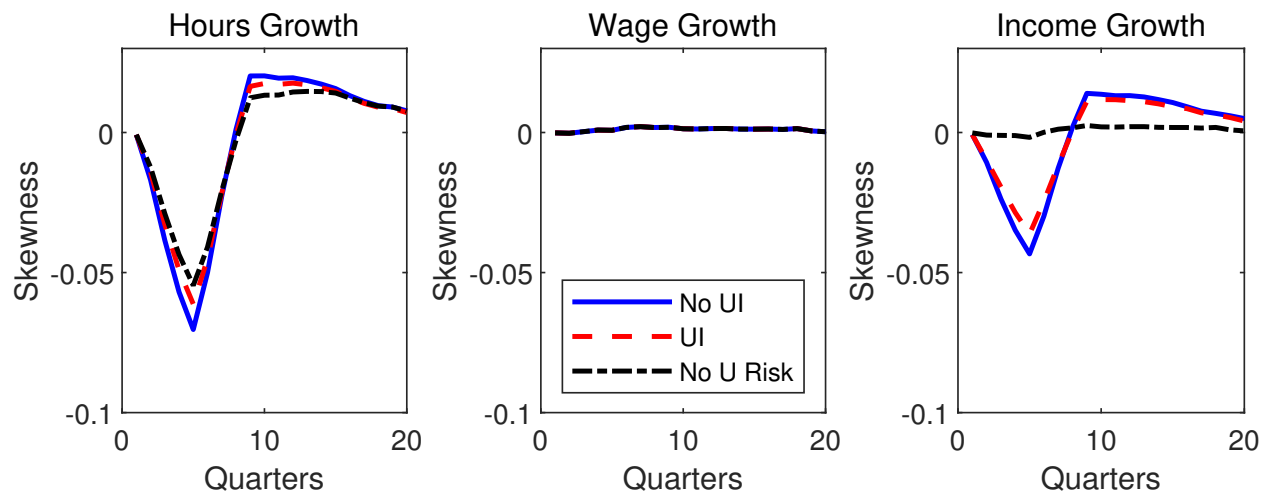 Hours Growth
Skewness
0
-0.05
-0.1
0 10 20
Quarters
Wage Growth
Skewness
0
-0.05
-0.1
No UI
UI
No U Risk
0 10 20
Quarters
Income Growth
Skewness
0
-0.05
-0.1
0 10 20
Quarters